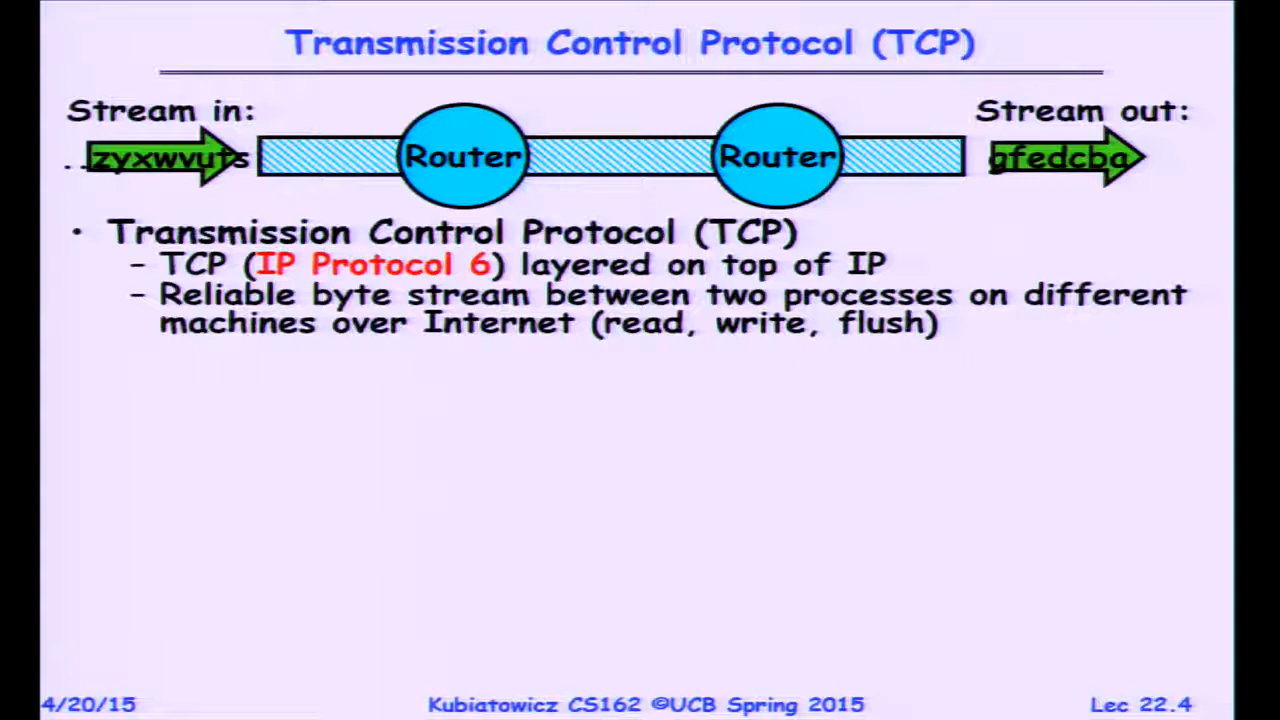 Transmission Control Protocol (TCP)
Stream in:
Stream out:
..zyxwvuts
Router
Router
gfedcba
• Transmission Control Protocol (TCP)
– TCP (IP Protocol 6) layered on top of IP
– Reliable byte stream between two processes on different
machines over Internet (read, write, flush)
4/20/15
Kubiatowicz CS162 ©UCB Spring 2015
Lec 22.4